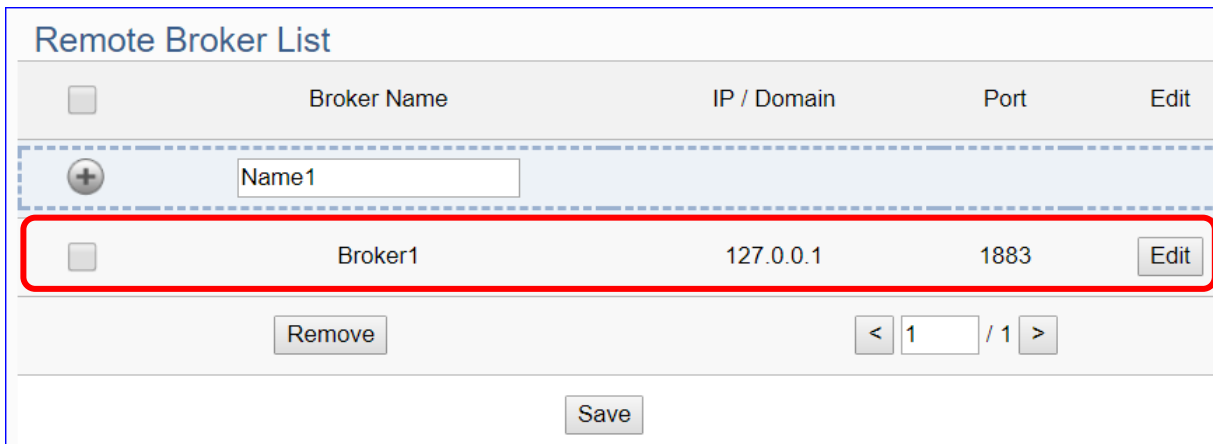 Remote Broker List
Broker Name IP / Domain Port Edit
Name1
Broker1 127.0.0.1 1883 Edit
Remove < 1 / 1 >
Save